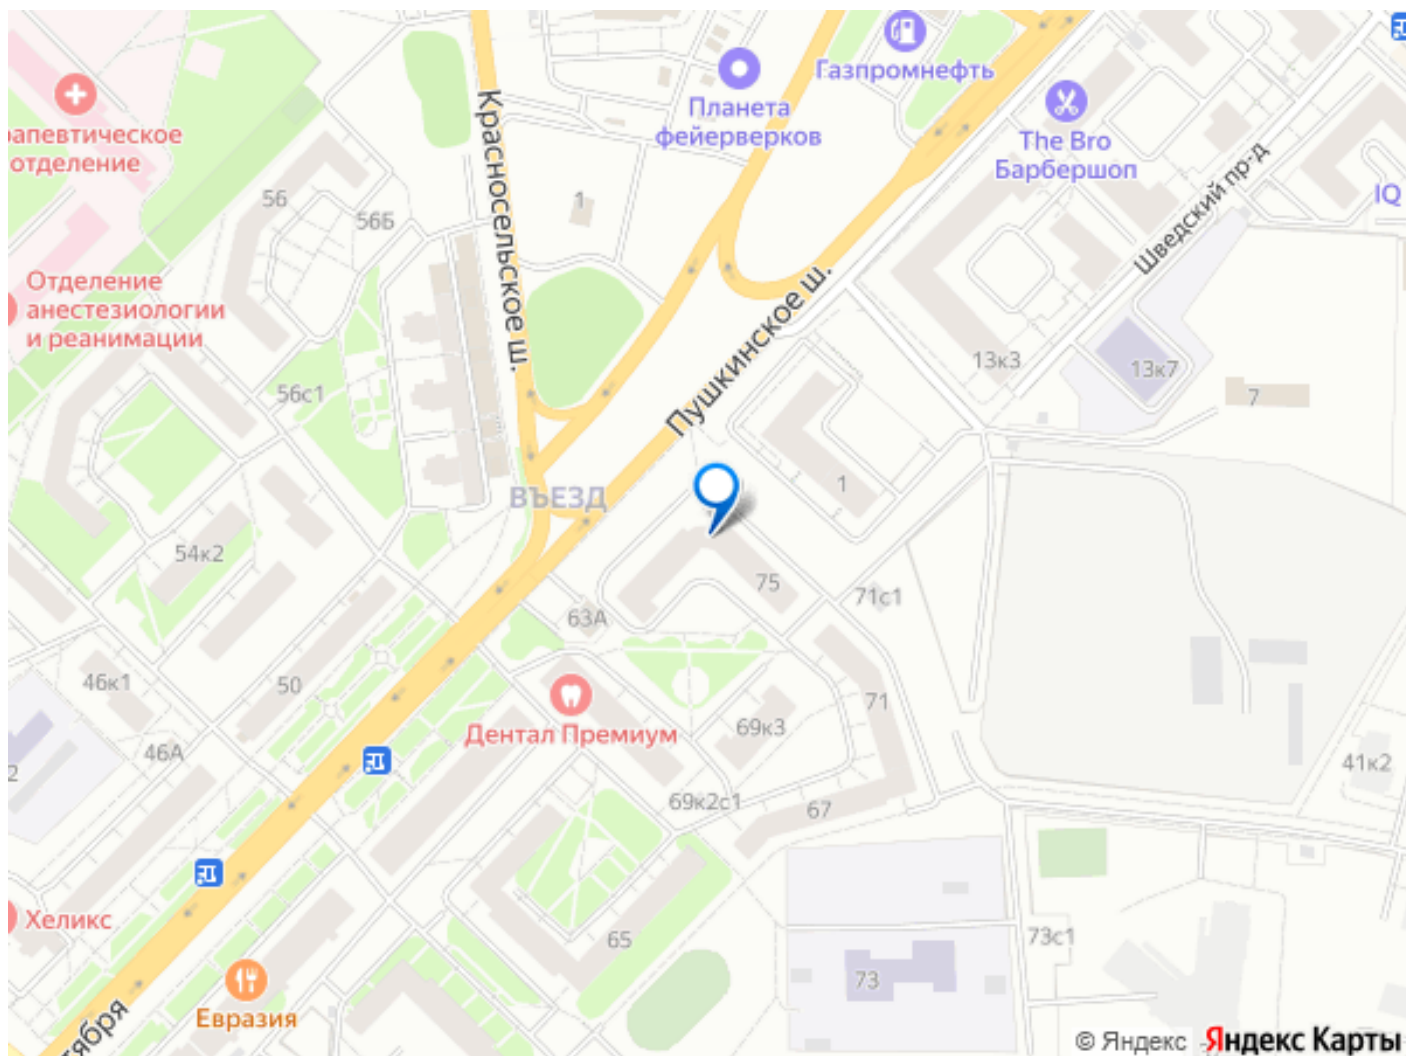 Газпромнефть
Планета
фейерверков
The Bro
Барбершоп
IQ
Шведский пр-д
Красносельское ш.
рапевтическое
отделение
56
56Б
1
Отделение
анестезиологии
и реанимации
Пушкинское ш.
13к3
13к7
7
56с1
1
ВЪЕЗД
54к2
75
71с1
63А
46к1
50
71
Дентал Премиум
69к3
46А
2
41к2
69к2с1
67
Хеликс
65
73с1
73
Евразия
тября
© Яндекс Яндекс Карты